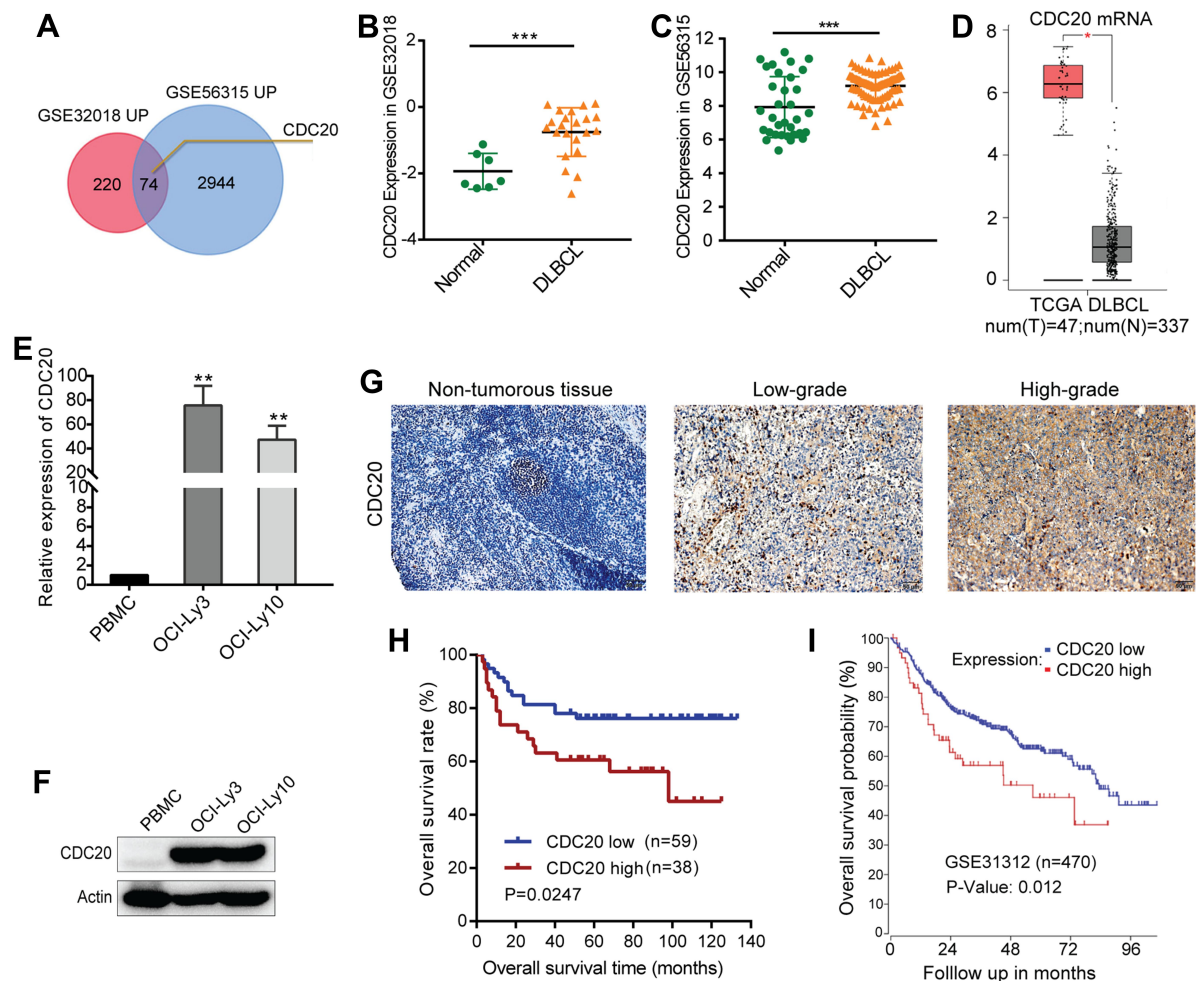 A
GSE56315 UP
GSE32018 UP
CDC20
220
74
2944
B
CDC20 Expression in GSE32018
2
0
−2
−4
***
Normal
DLBCL
C
CDC20 Expression in GSE56315
12
10
8
6
4
2
0
***
Normal
DLBCL
D
CDC20 mRNA
8
6
4
2
0
*
TCGA DLBCL
num(T)=47;num(N)=337
E
Relative expression of CDC20
100
80
60
40
20
10
8
6
4
2
0
**
**
PBMC
OCI-Ly3
OCI-Ly10
G
Non-tumorous tissue
Low-grade
High-grade
CDC20
F
PBMC
OCI-Ly3
OCI-Ly10
CDC20
Actin
H
Overall survival rate (%)
100
80
60
40
20
0
CDC20 low (n=59)
CDC20 high (n=38)
P=0.0247
0 20 40 60 80 100 120 140
Overall survival time (months)
I
Overall survival probability (%)
100
90
80
70
60
50
40
30
20
10
0
Expression:
CDC20 low
CDC20 high
GSE31312 (n=470)
P-Value: 0.012
0 24 48 72 96
Folllow up in months